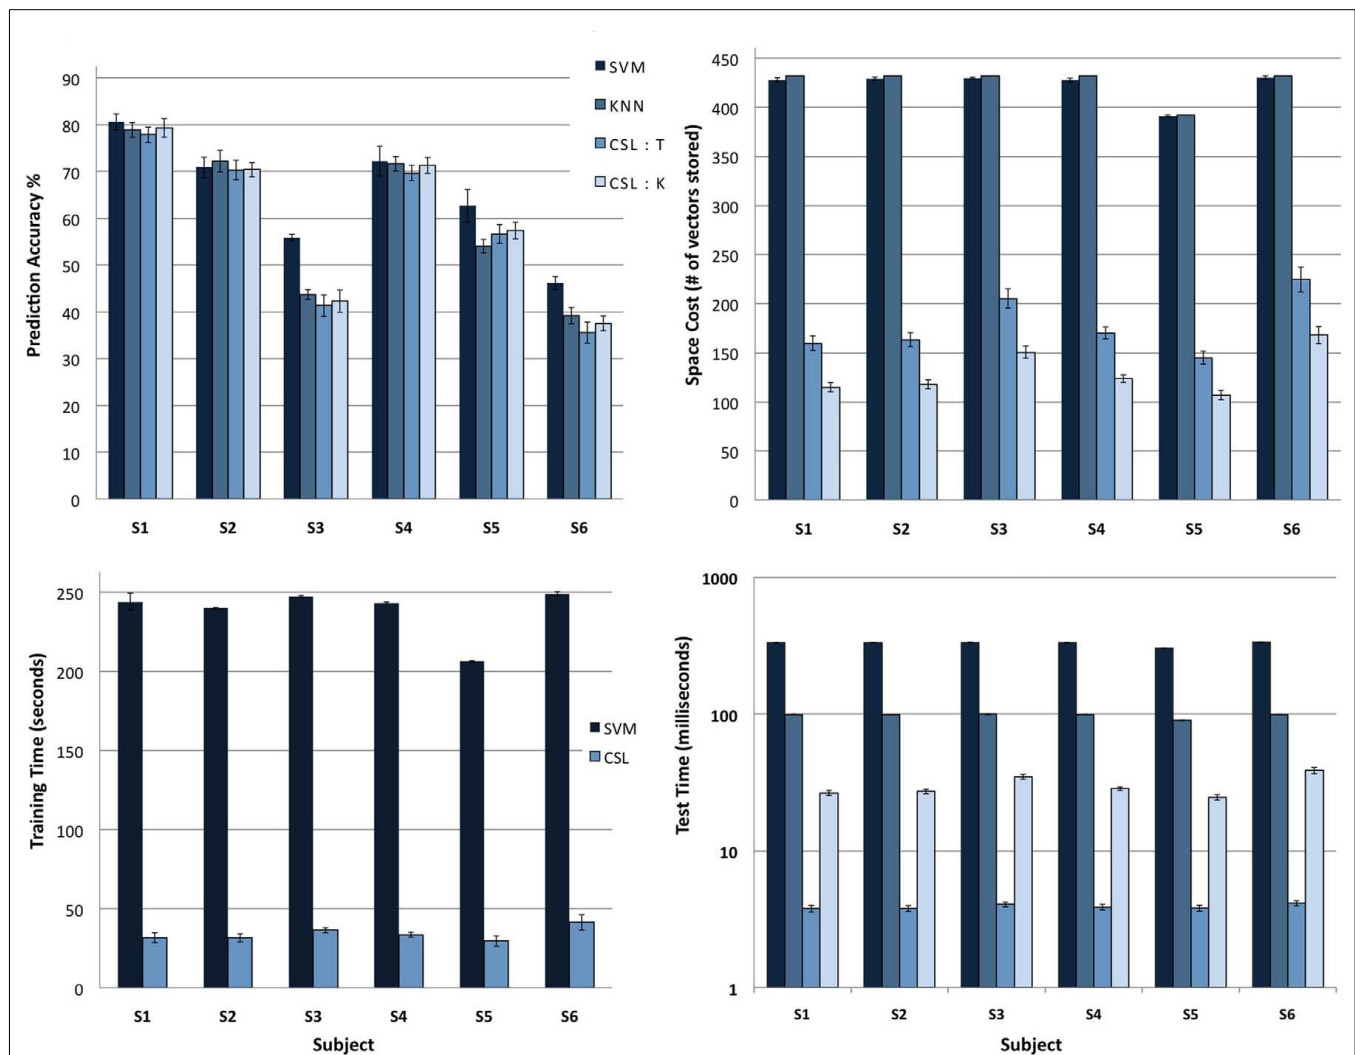 90
80
70
60
50
40
30
20
10
0
Prediction Accuracy %
S1 S2 S3 S4 S5 S6
SVM
KNN
CSL : T
CSL : K
450
400
350
300
250
200
150
100
50
0
Space Cost (# of vectors stored)
S1 S2 S3 S4 S5 S6
250
200
150
100
50
0
Training Time (seconds)
SVM
CSL
S1 S2 S3 S4 S5 S6
Subject
1000
100
10
1
Test Time (milliseconds)
S1 S2 S3 S4 S5 S6
Subject